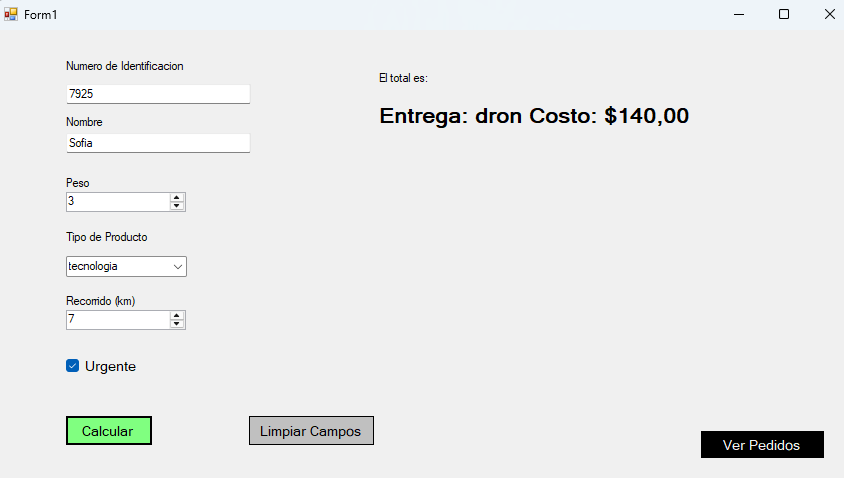 Form1
Numero de Identificacion
7925
Nombre
Sofia
Peso
3
Tipo de Producto
tecnologia
Recorrido (km)
7
Urgente
Calcular
Limpiar Campos
El total es:
Entrega: dron Costo: $140,00
Ver Pedidos